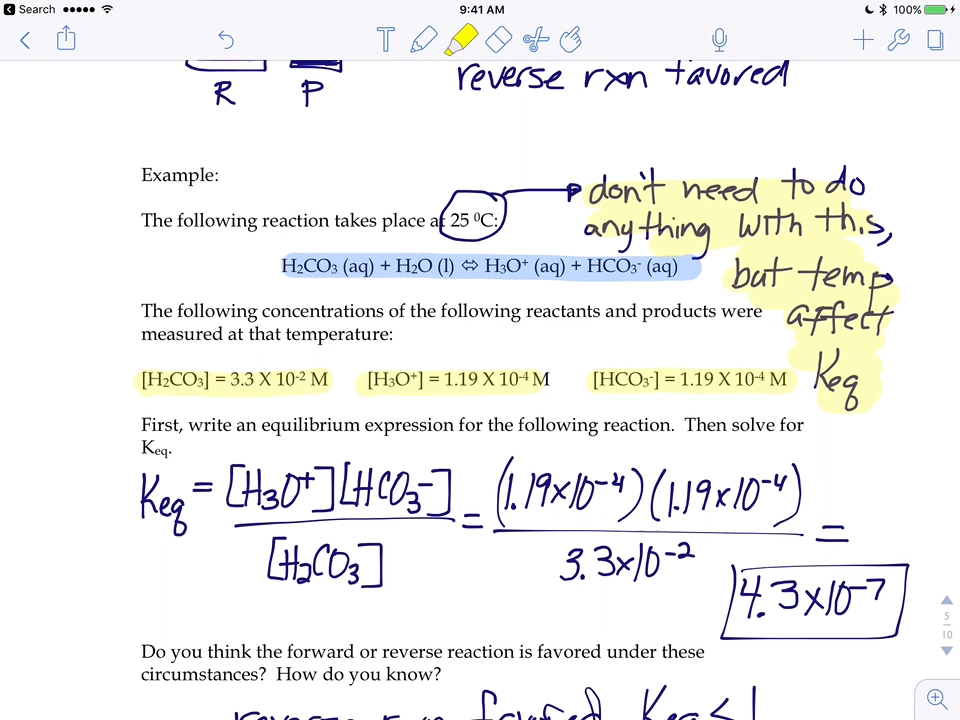 Search 9:41 AM 100%
T
R P reverse rxn favored
Example:
The following reaction takes place at 25 ⁰C:
don't need to do
anything with this,
but temp
affect
Keq
H₂CO₃ (aq) + H₂O (l) ⇔ H₃O⁺ (aq) + HCO₃⁻ (aq)
The following concentrations of the following reactants and products were
measured at that temperature:
[H₂CO₃] = 3.3 X 10⁻² M [H₃O⁺] = 1.19 X 10⁻⁴ M [HCO₃⁻] = 1.19 X 10⁻⁴ M
First, write an equilibrium expression for the following reaction. Then solve for
Keq.
Keq = [H₃O⁺][HCO₃⁻] = (1.19x10⁻⁴)(1.19x10⁻⁴) =
[H₂CO₃] 3.3x10⁻²
4.3x10⁻⁷
5
10
Do you think the forward or reverse reaction is favored under these
circumstances? How do you know?
reverse rxn favored Keq < 1